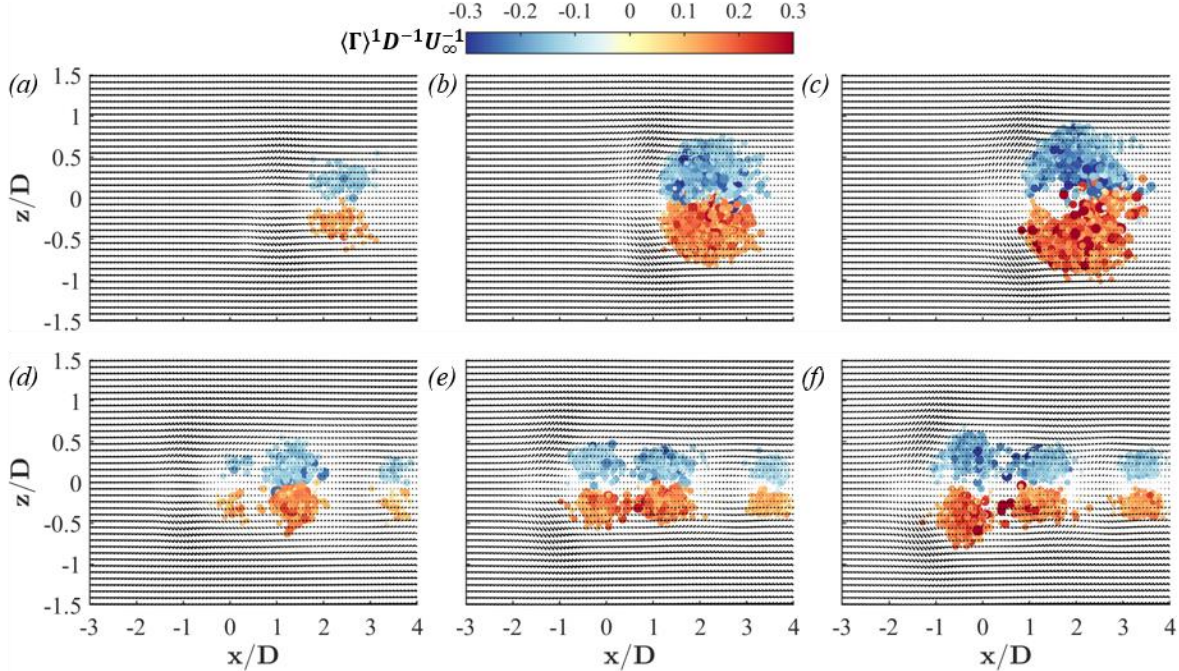 -0.3 -0.2 -0.1 0 0.1 0.2 0.3
⟨Γ⟩¹D⁻¹U∞⁻¹
(a) (b) (c)
1.5
1
0.5
0
-0.5
-1
-1.5
z/D
(d) (e) (f)
1.5
1
0.5
0
-0.5
-1
-1.5
z/D
-3 -2 -1 0 1 2 3 4 -3 -2 -1 0 1 2 3 4 -3 -2 -1 0 1 2 3 4
x/D x/D x/D